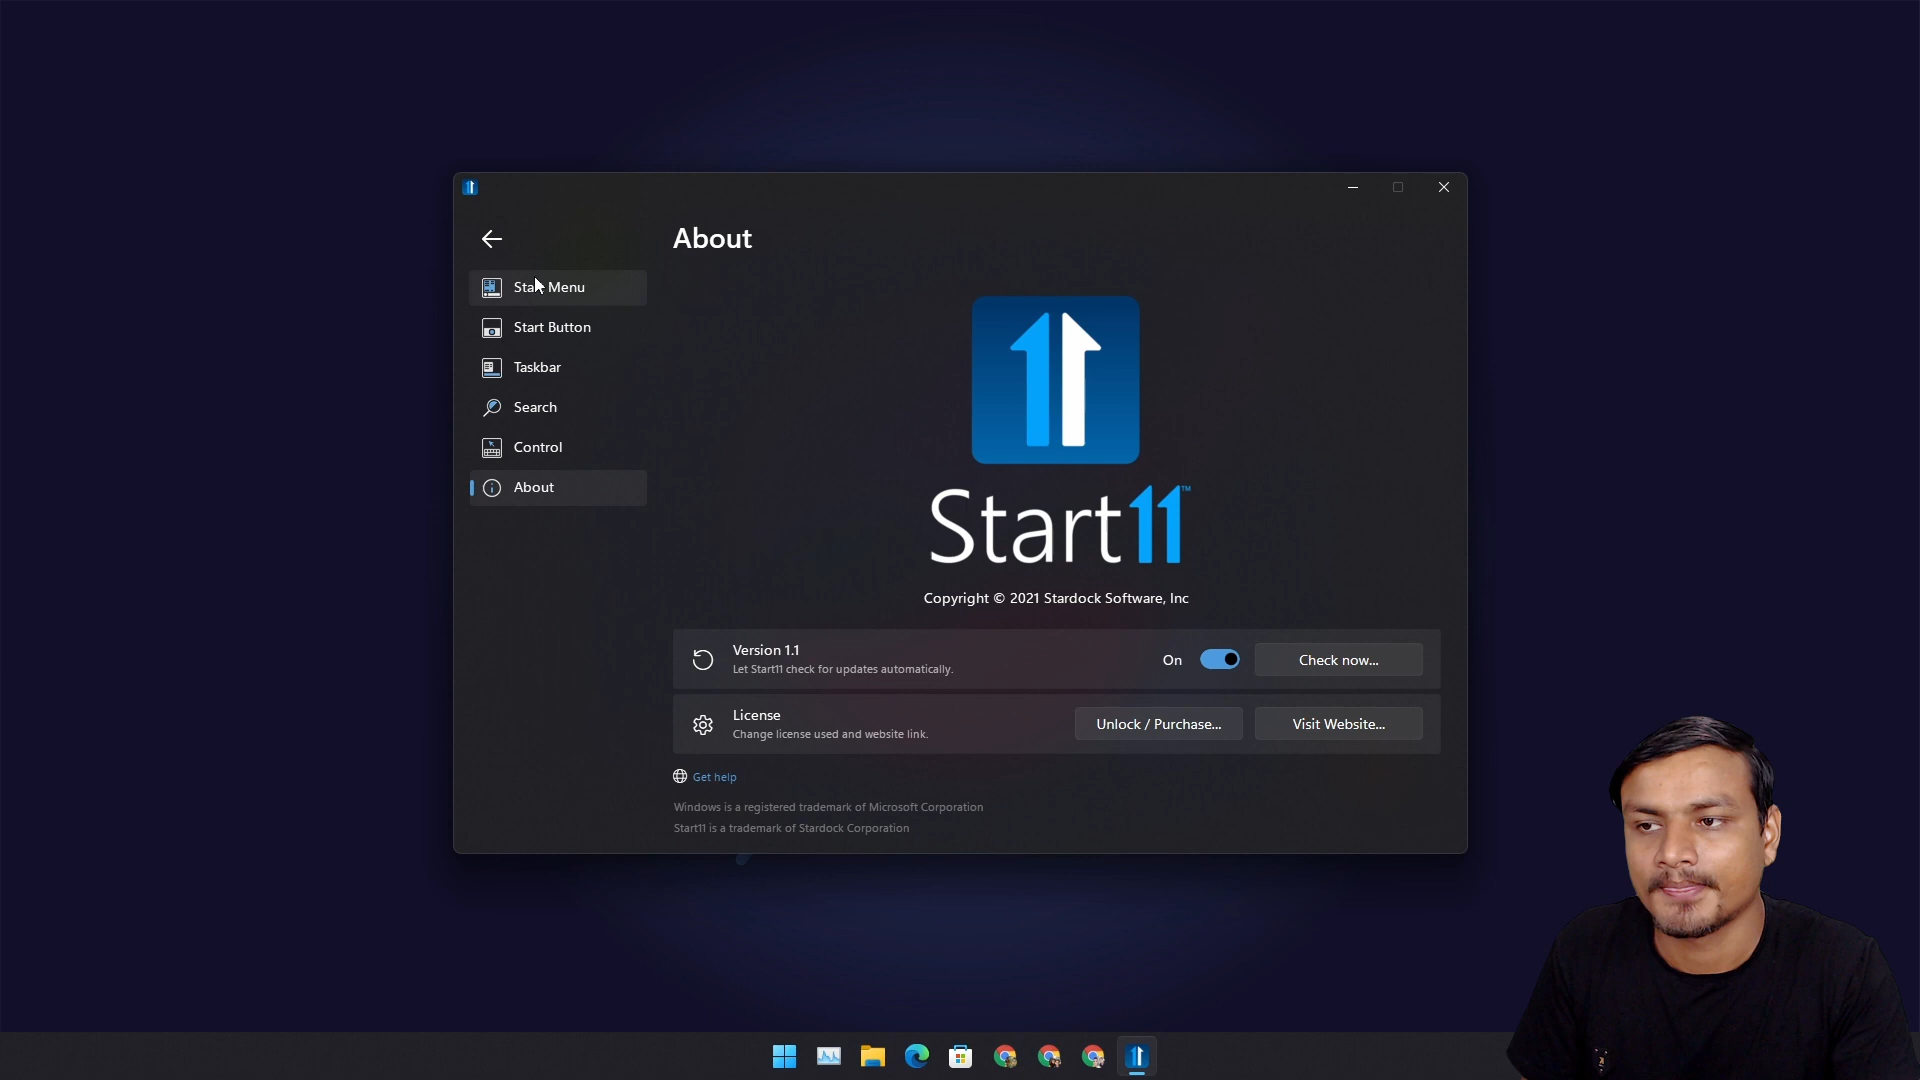 About
Start Menu
Start Button
Taskbar
Search
Control
About
Start11™
Copyright © 2021 Stardock Software, Inc
Version 1.1
Let Start11 check for updates automatically.
On
Check now...
License
Change license used and website link.
Unlock / Purchase...
Visit Website...
Get help
Windows is a registered trademark of Microsoft Corporation
Start11 is a trademark of Stardock Corporation